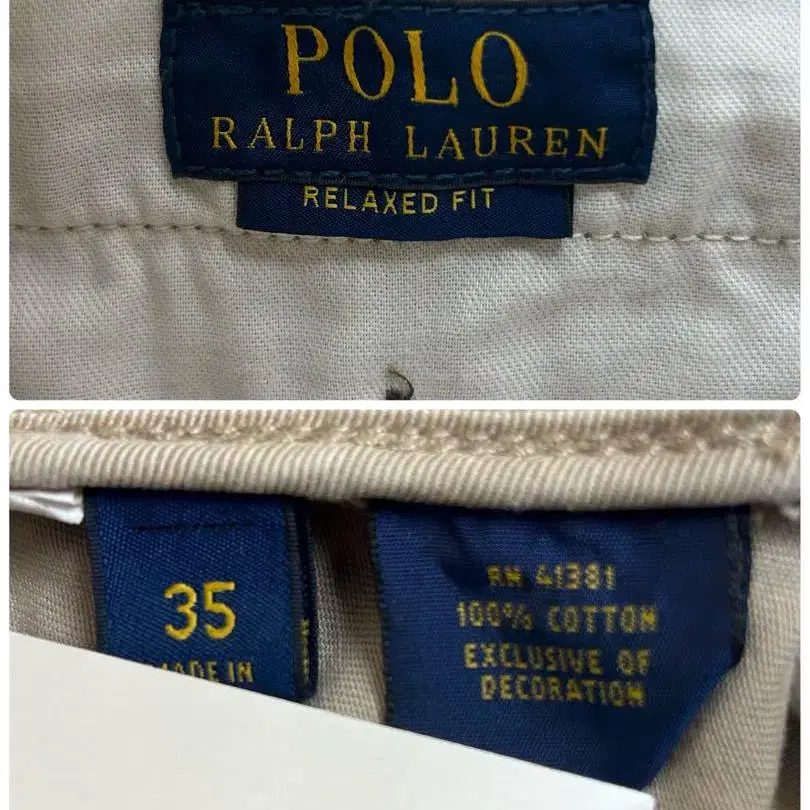 POLO
RALPH LAUREN
RELAXED FIT
35
MADE IN
RN 41381
100% COTTON
EXCLUSIVE OF
DECORATION